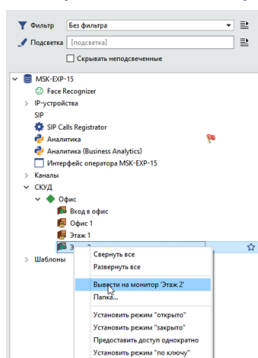 Фильтр Без фильтра
Подсветка [подсветка]
Скрывать неподсвеченные
MSK-EXP-15
Face Recognizer
IP-устройства
SIP
SIP Calls Registrator
Аналитика
Аналитика (Business Analytics)
Интерфейс оператора MSK-EXP-15
Каналы
СКУД
Офис
Вход в офис
Офис 1
Этаж 1
Шаблоны
Свернуть все
Развернуть все
Вывести на монитор 'Этаж 2'
Папка...
Установить режим "открыто"
Установить режим "закрыто"
Предоставить доступ однократно
Установить режим "по ключу"